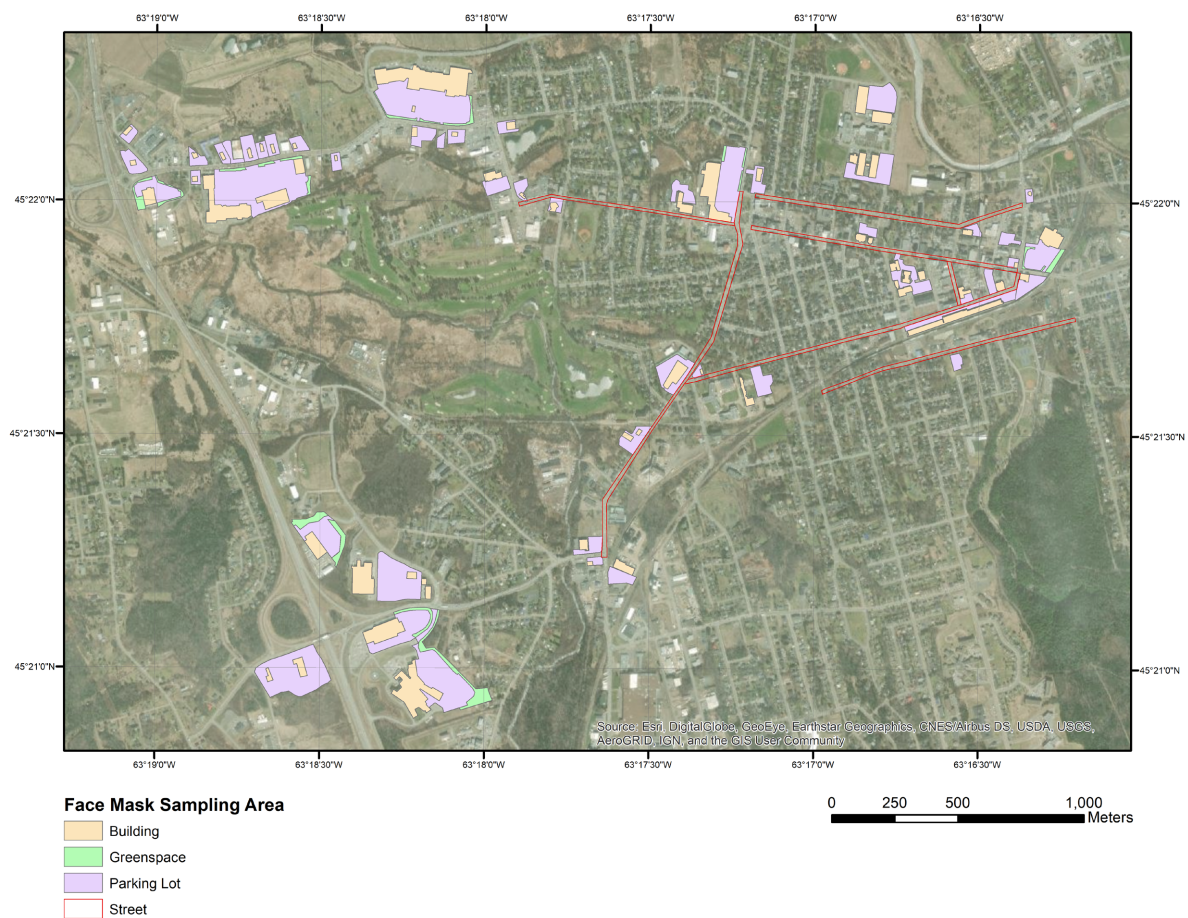 63°19'0"W 63°18'30"W 63°18'0"W 63°17'30"W 63°17'0"W 63°16'30"W
45°22'0"N 45°22'0"N
45°21'30"N 45°21'30"N
45°21'0"N 45°21'0"N
Source: Esri, DigitalGlobe, GeoEye, Earthstar Geographics, CNES/Airbus DS, USDA, USGS,
AeroGRID, IGN, and the GIS User Community
63°19'0"W 63°18'30"W 63°18'0"W 63°17'30"W 63°17'0"W 63°16'30"W
Face Mask Sampling Area
Building
Greenspace
Parking Lot
Street
0 250 500 1,000
Meters